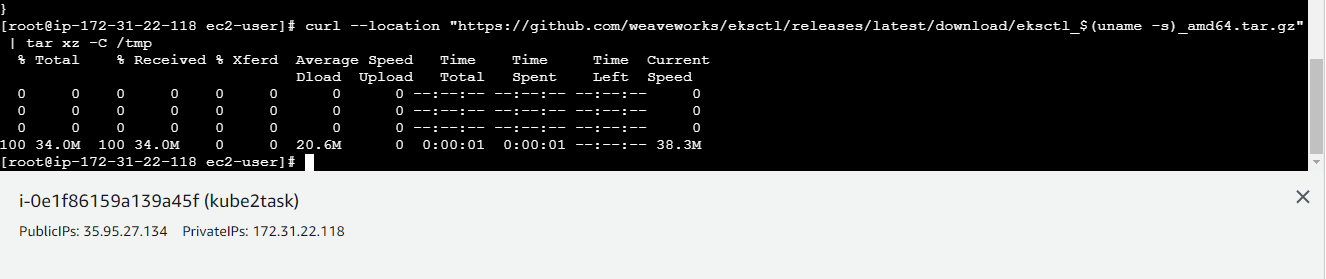 }
[root@ip-172-31-22-118 ec2-user]# curl --location "https://github.com/weaveworks/eksctl/releases/latest/download/eksctl_$(uname -s)_amd64.tar.gz"
 | tar xz -C /tmp
  % Total    % Received % Xferd  Average Speed   Time    Time     Time  Current
                                 Dload  Upload   Total   Spent    Left  Speed
  0     0    0     0    0     0      0      0 --:--:-- --:--:-- --:--:--     0
  0     0    0     0    0     0      0      0 --:--:-- --:--:-- --:--:--     0
  0     0    0     0    0     0      0      0 --:--:-- --:--:-- --:--:--     0
100 34.0M  100 34.0M    0     0  20.6M      0  0:00:01  0:00:01 --:--:-- 38.3M
[root@ip-172-31-22-118 ec2-user]#
i-0e1f86159a139a45f (kube2task)
PublicIPs: 35.95.27.134 PrivateIPs: 172.31.22.118